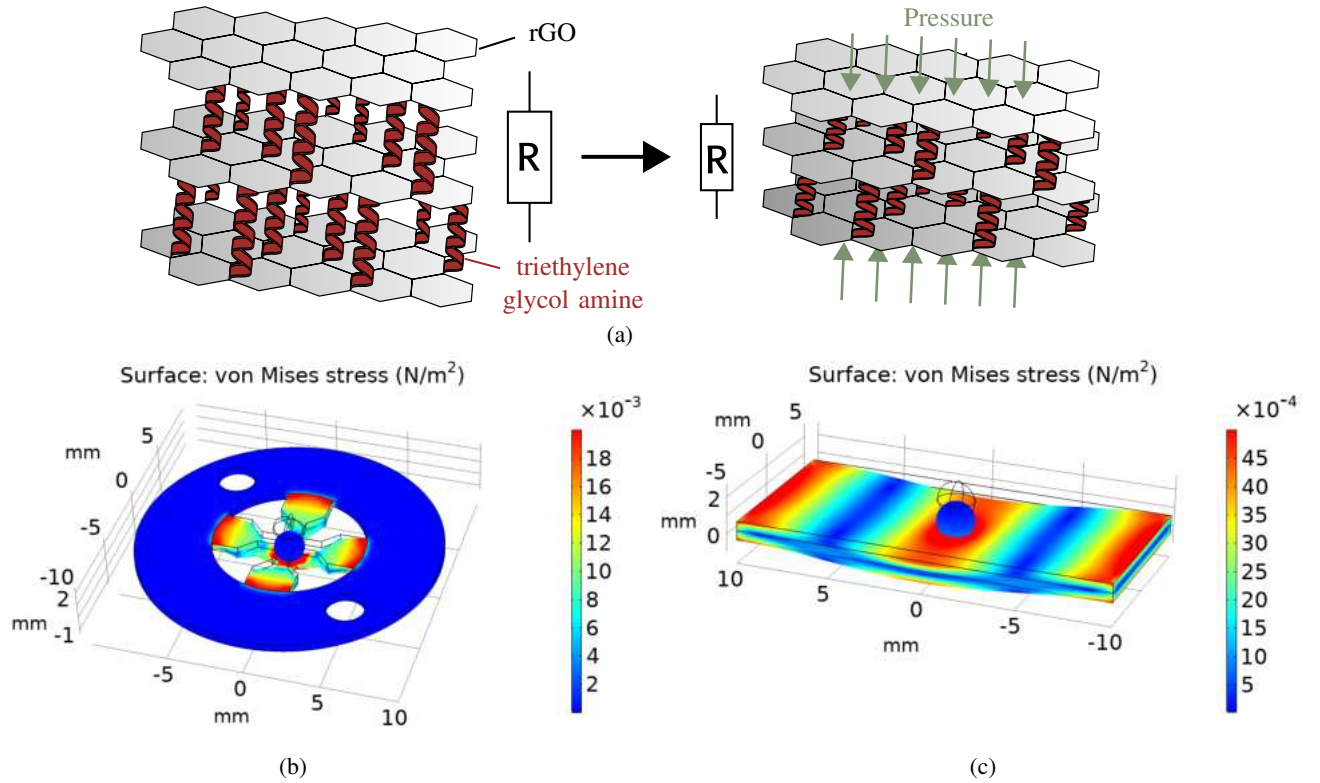 rGO
Pressure
R
R
triethylene
glycol amine
(a)
Surface: von Mises stress (N/m²)
×10⁻³
mm
5
0
-5
-10
2
mm
-1
-5
0
5
10
mm
18
16
14
12
10
8
6
4
2
(b)
Surface: von Mises stress (N/m²)
×10⁻⁴
mm
5
0
-5
2
mm
0
10
5
0
-5
-10
mm
45
40
35
30
25
20
15
10
5
(c)